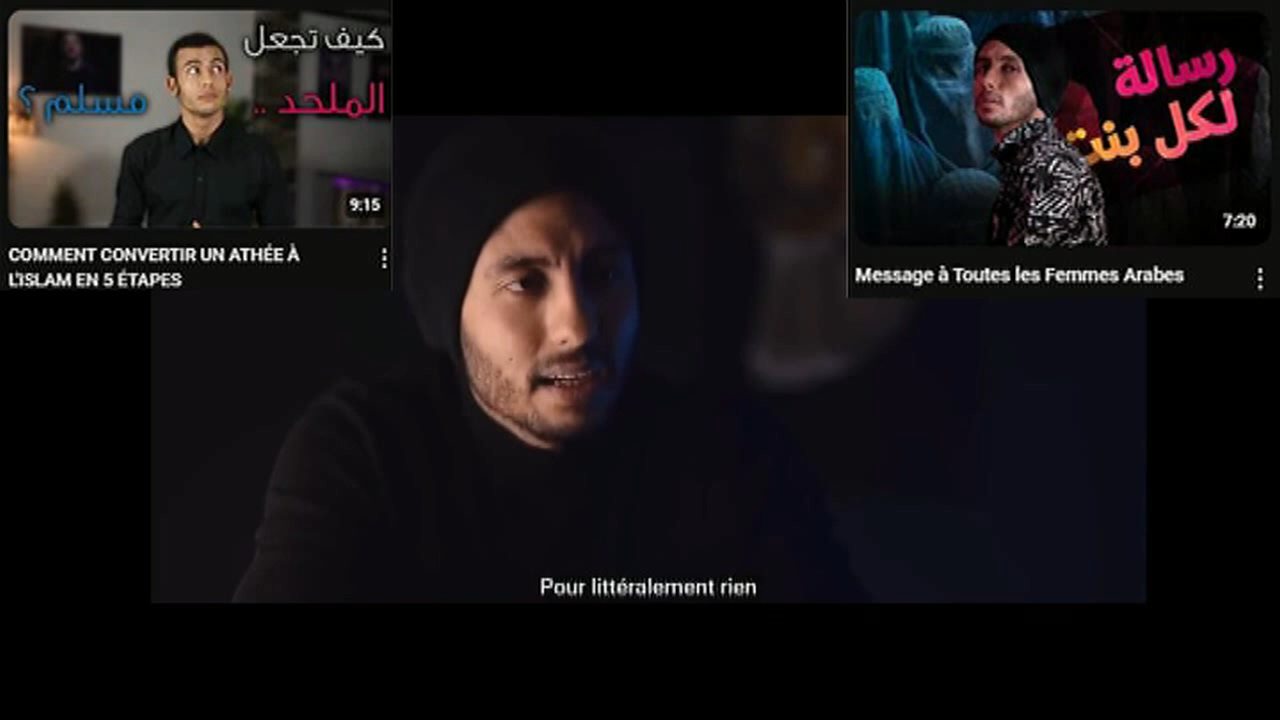 كيف تجعل
الملحد ..
مسلم ؟
9:15
COMMENT CONVERTIR UN ATHÉE À
L'ISLAM EN 5 ÉTAPES
رسالة
لكل بنت
7:20
Message à Toutes les Femmes Arabes
Pour littéralement rien